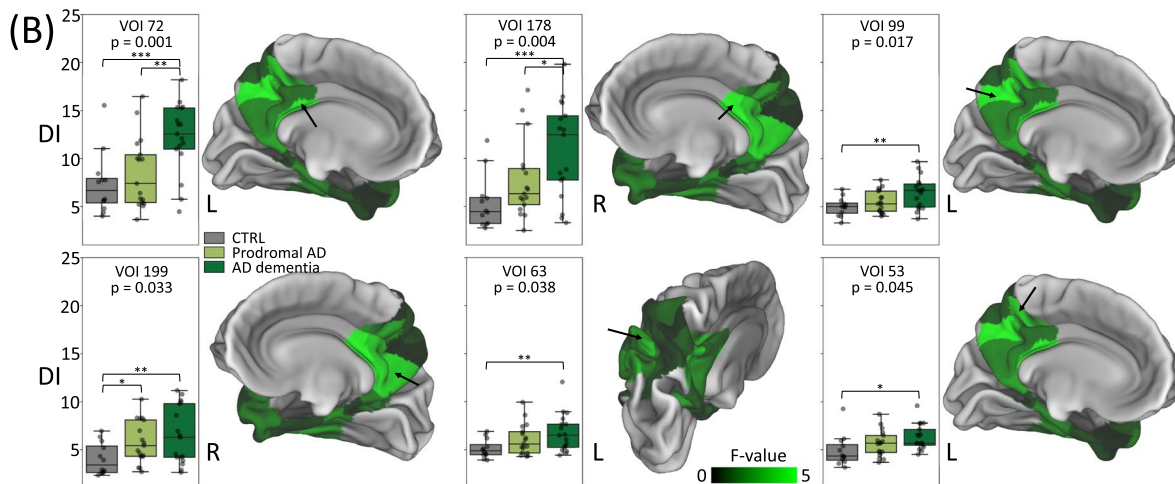 (B)
25
20
15
10
5
DI
VOI 72
p = 0.001
***
**
L
VOI 178
p = 0.004
***
*
R
VOI 99
p = 0.017
**
L
CTRL
Prodromal AD
AD dementia
25
20
15
10
5
DI
VOI 199
p = 0.033
**
*
R
VOI 63
p = 0.038
**
L
F-value
0 5
VOI 53
p = 0.045
*
L